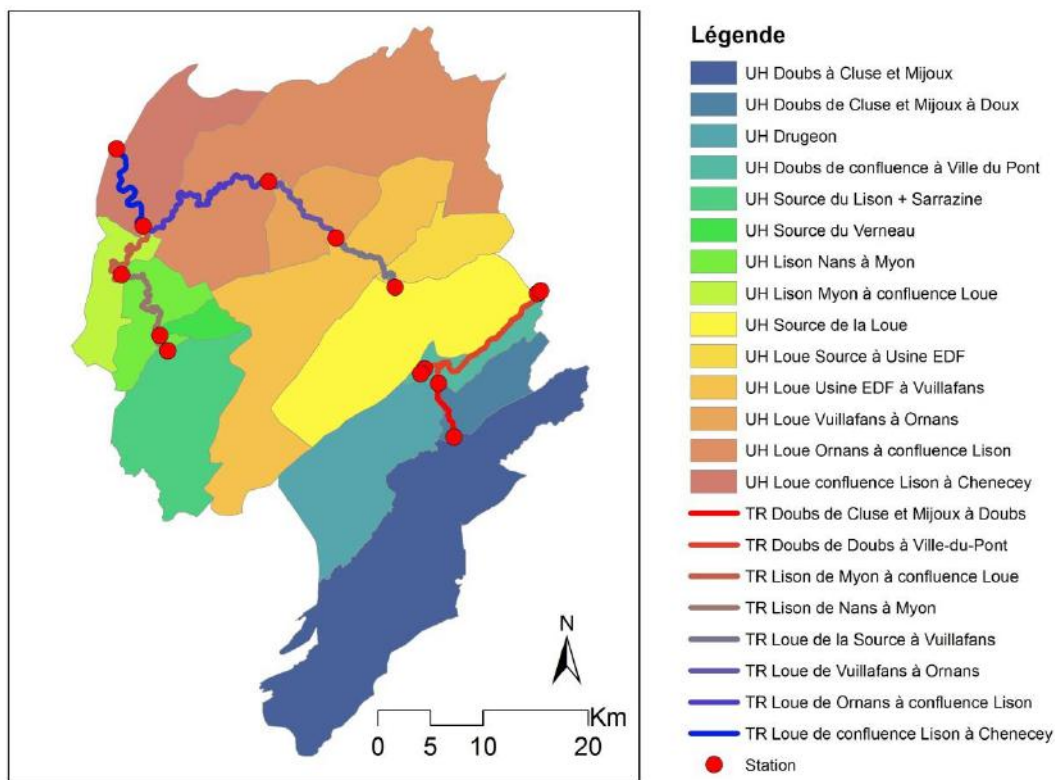 Légende
UH Doubs à Cluse et Mijoux
UH Doubs de Cluse et Mijoux à Doux
UH Drugeon
UH Doubs de confluence à Ville du Pont
UH Source du Lison + Sarrazine
UH Source du Verneau
UH Lison Nans à Myon
UH Lison Myon à confluence Loue
UH Source de la Loue
UH Loue Source à Usine EDF
UH Loue Usine EDF à Vuillafans
UH Loue Vuillafans à Ornans
UH Loue Ornans à confluence Lison
UH Loue confluence Lison à Chenecey
TR Doubs de Cluse et Mijoux à Doubs
TR Doubs de Doubs à Ville-du-Pont
TR Lison de Myon à confluence Loue
TR Lison de Nans à Myon
TR Loue de la Source à Vuillafans
TR Loue de Vuillafans à Ornans
TR Loue de Ornans à confluence Lison
TR Loue de confluence Lison à Chenecey
Station
N
Km
0 5 10 20